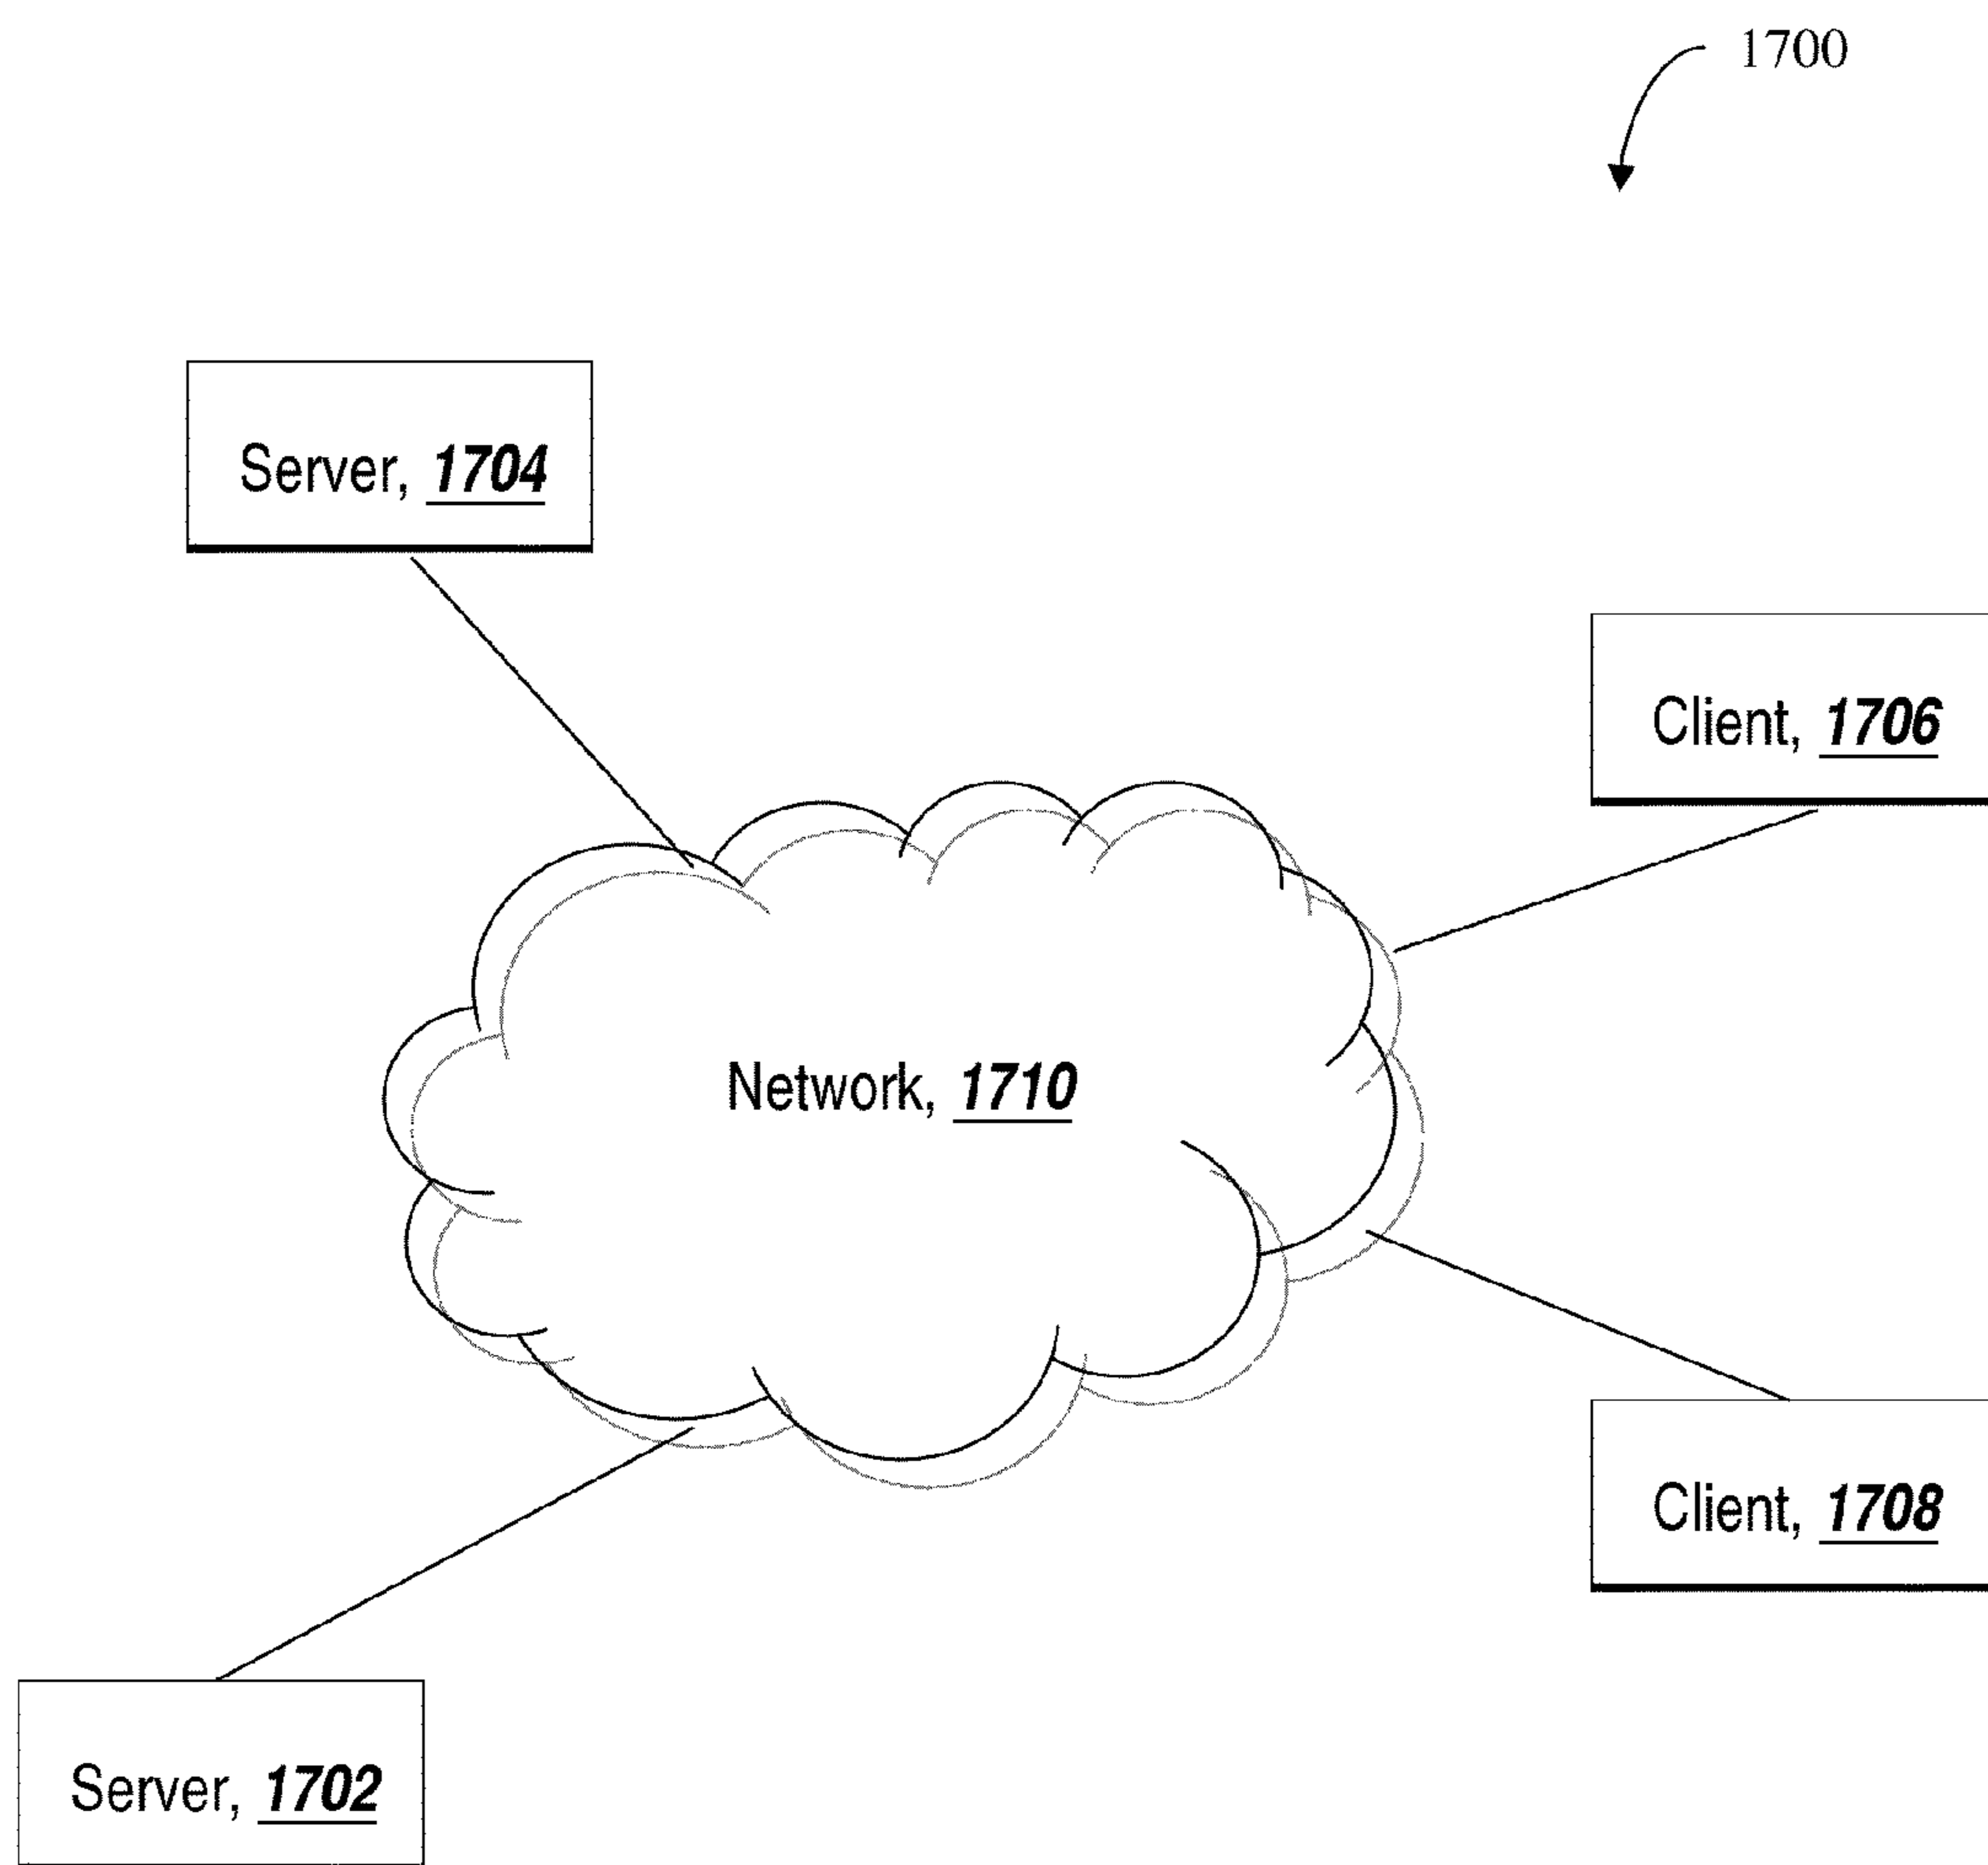 1700
Server, 1704
Client, 1706
Network, 1710
Client, 1708
Server, 1702